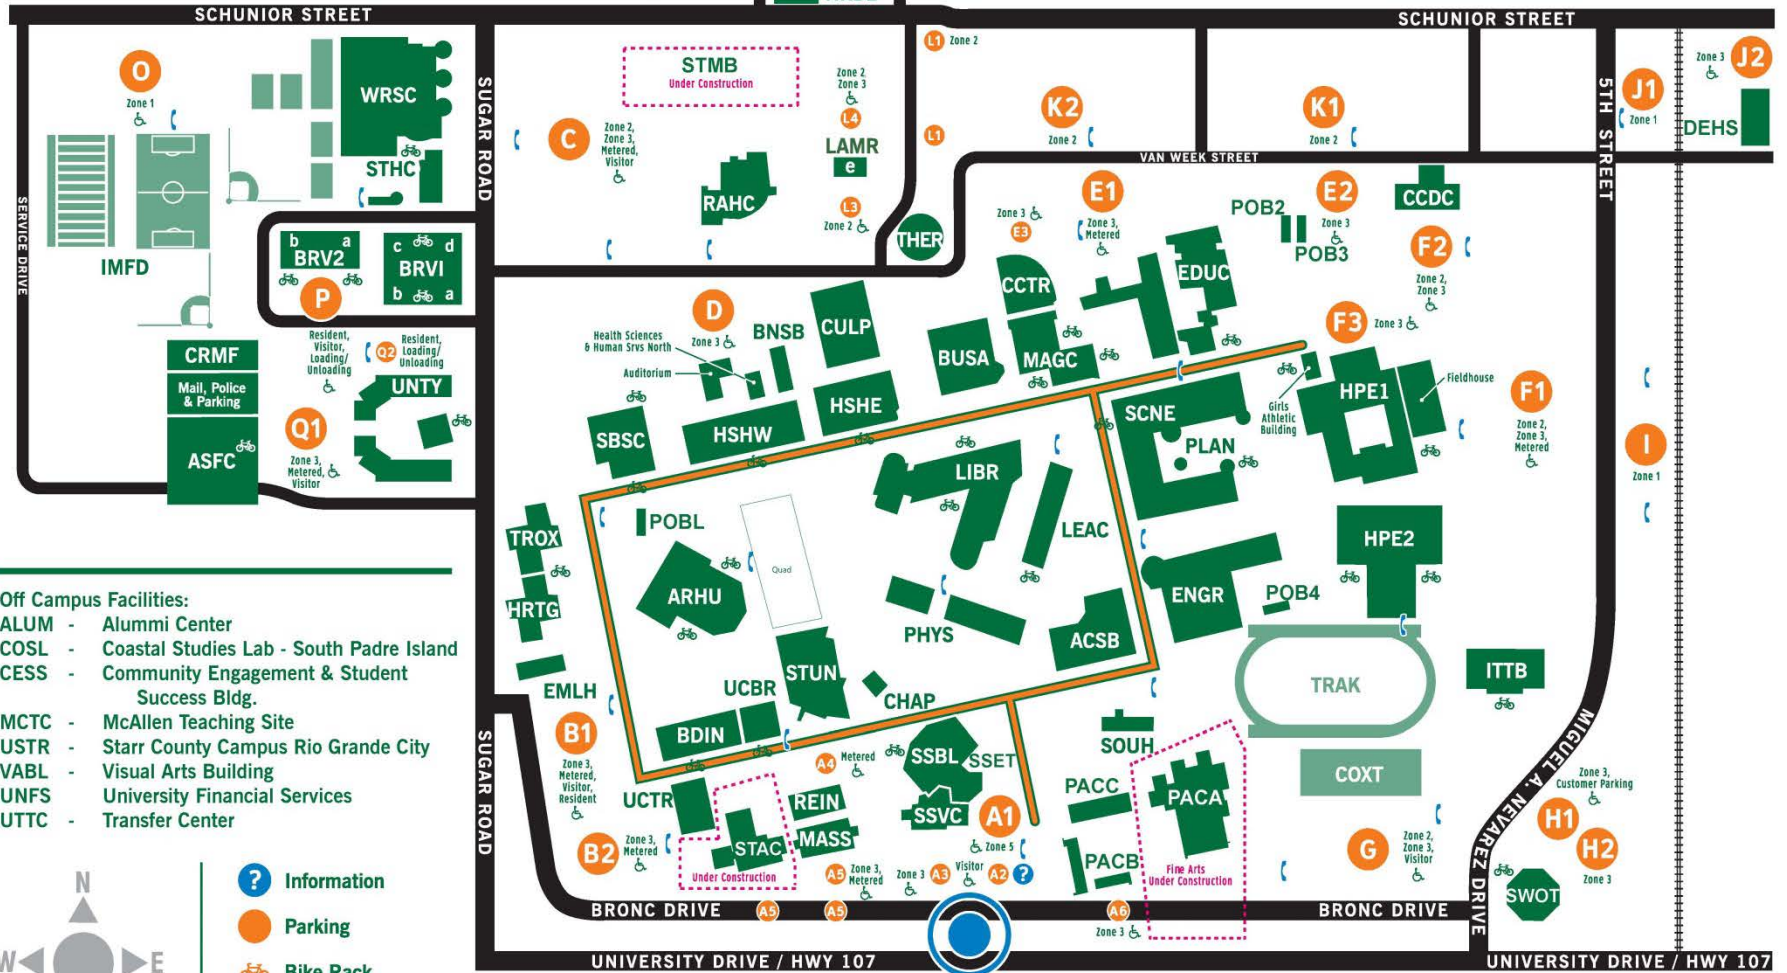 SCHUNIOR STREET
SCHUNIOR STREET
SUGAR ROAD
5TH STREET
SERVICE DRIVE
O
Zone 1
WRSC
STHC
IMFD
b a
BRV2
c d
BRVI
b a
P
Resident,
Visitor,
Loading/
Unloading
Q2
Resident,
Loading/
Unloading
UNTY
CRMF
Mail, Police
& Parking
ASFC
Q1
Zone 3,
Metered,
Visitor
STMB
Under Construction
C
Zone 2,
Zone 3,
Metered,
Visitor
Zone 2
Zone 3
L4
LAMR
e
L3
Zone 2
RAHC
L1 Zone 2
L1
THER
K2
Zone 2
K1
Zone 2
VAN WEEK STREET
J1
Zone 1
Zone 3
J2
DEHS
E1
Zone 3,
Metered
Zone 3
E3
E2
Zone 3
POB2
POB3
CCDC
F2
Zone 2,
Zone 3
F3 Zone 3
EDUC
CCTR
MAGC
BUSA
CULP
BNSB
D
Zone 3
Health Sciences
& Human Srvs North
Auditorium
HSHE
HSHW
SBSC
SCNE
PLAN
Girls
Athletic
Building
HPE1
Fieldhouse
F1
Zone 2,
Zone 3,
Metered
I
Zone 1
LIBR
LEAC
POBL
Quad
TROX
HRTG
EMLH
ARHU
PHYS
ACSB
ENGR
POB4
HPE2
TRAK
ITTB
COXT
STUN
UCBR
BDIN
CHAP
B1
Zone 3,
Metered,
Visitor,
Resident
SUGAR ROAD
UCTR
B2
Zone 3,
Metered
A4
Metered
REIN
MASS
STAC
Under Construction
SSBL
SSET
SSVC
A1
Zone 5
A5
Zone 3,
Metered
Zone 3
A3
Visitor
A2
?
SOUH
PACC
PACB
PACA
Fine Arts
Under Construction
G
Zone 2,
Zone 3,
Visitor
Zone 3,
Customer Parking
H1
H2
Zone 3
SWOT
MIGUEL A. NEVAREZ DRIVE
BRONC DRIVE
A5
A5
A6
Zone 3
BRONC DRIVE
UNIVERSITY DRIVE / HWY 107
UNIVERSITY DRIVE / HWY 107
Off Campus Facilities:
ALUM - Alummi Center
COSL - Coastal Studies Lab - South Padre Island
CESS - Community Engagement & Student
Success Bldg.
MCTC - McAllen Teaching Site
USTR - Starr County Campus Rio Grande City
VABL - Visual Arts Building
UNFS - University Financial Services
UTTC - Transfer Center
N
W E
? Information
Parking
Bike Rack